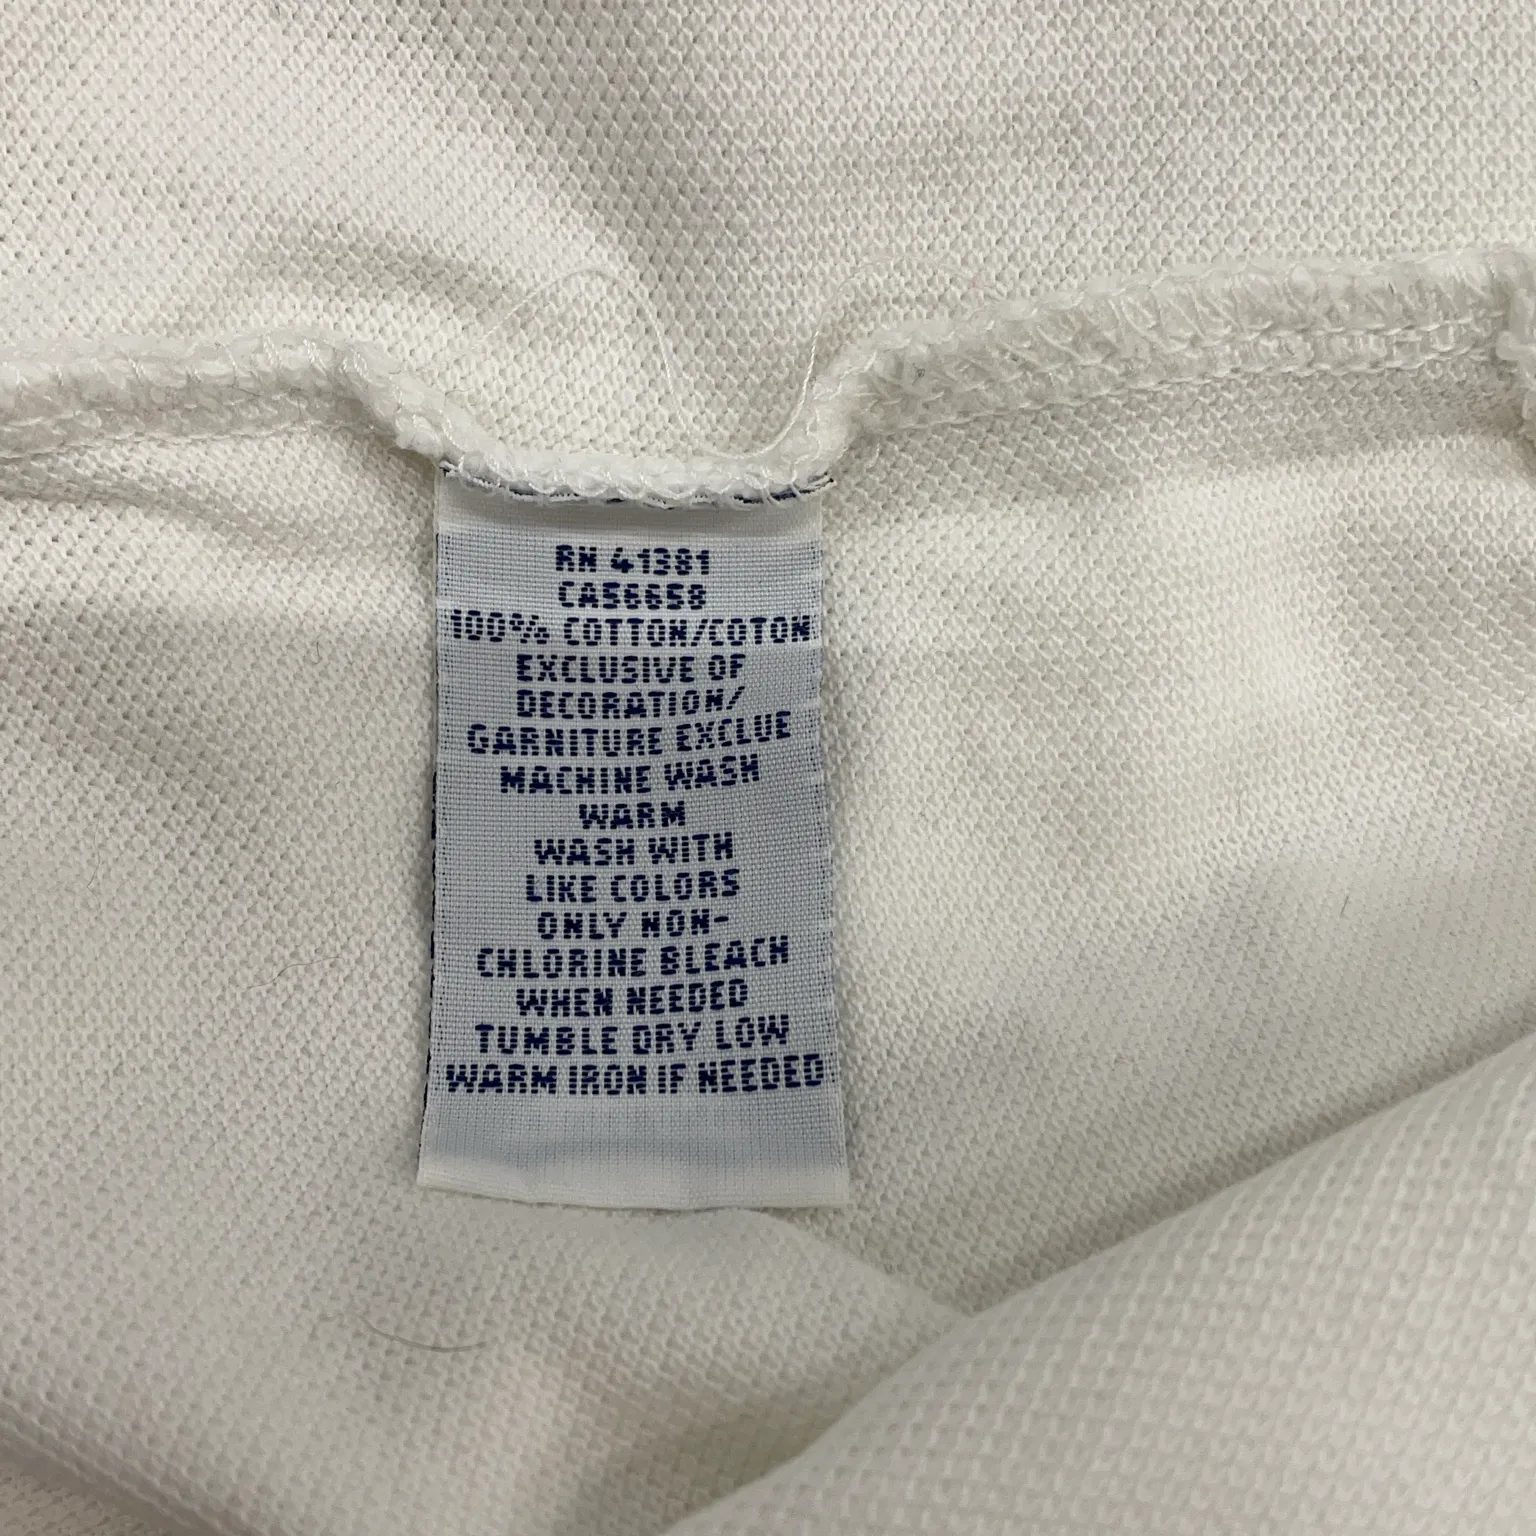 RN 41381
CA56658
100% COTTON/COTON
EXCLUSIVE OF
DECORATION/
GARNITURE EXCLUE
MACHINE WASH
WARM
WASH WITH
LIKE COLORS
ONLY NON-
CHLORINE BLEACH
WHEN NEEDED
TUMBLE DRY LOW
WARM IRON IF NEEDED